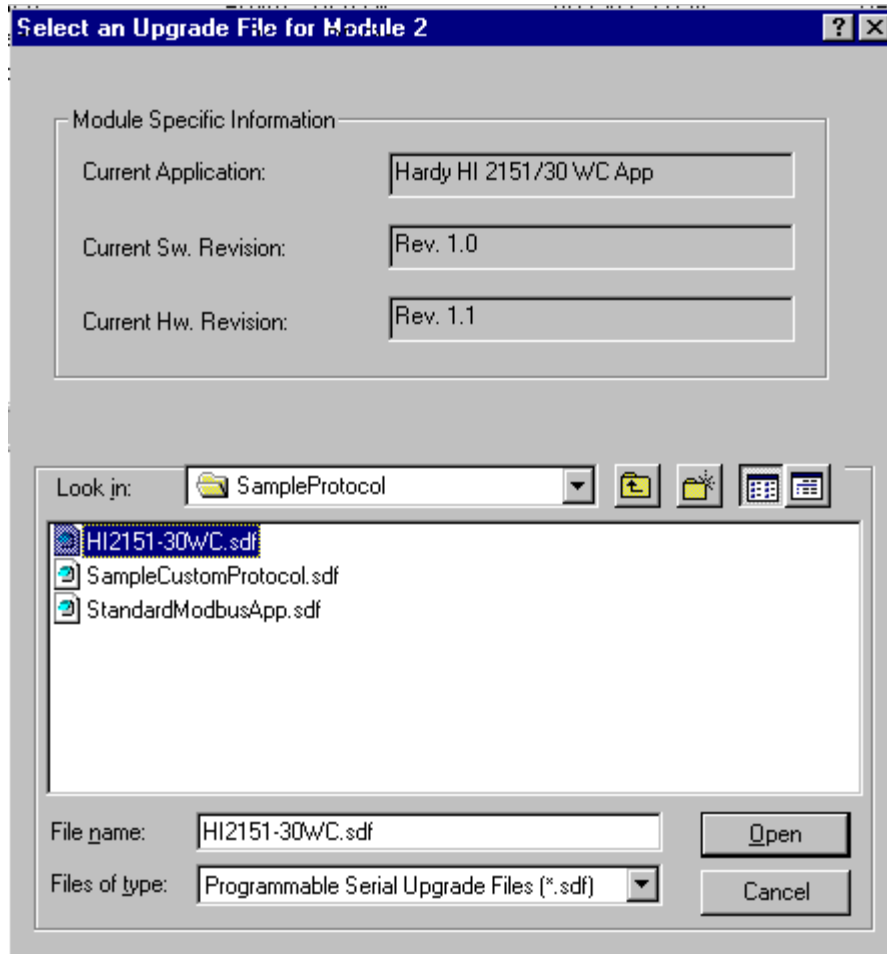 Select an Upgrade File for Module 2
Module Specific Information
Current Application: Hardy HI 2151/30 WC App
Current Sw. Revision: Rev. 1.0
Current Hw. Revision: Rev. 1.1
Look in: SampleProtocol
HI2151-30WC.sdf
SampleCustomProtocol.sdf
StandardModbusApp.sdf
File name: HI2151-30WC.sdf Open
Files of type: Programmable Serial Upgrade Files (*.sdf) Cancel